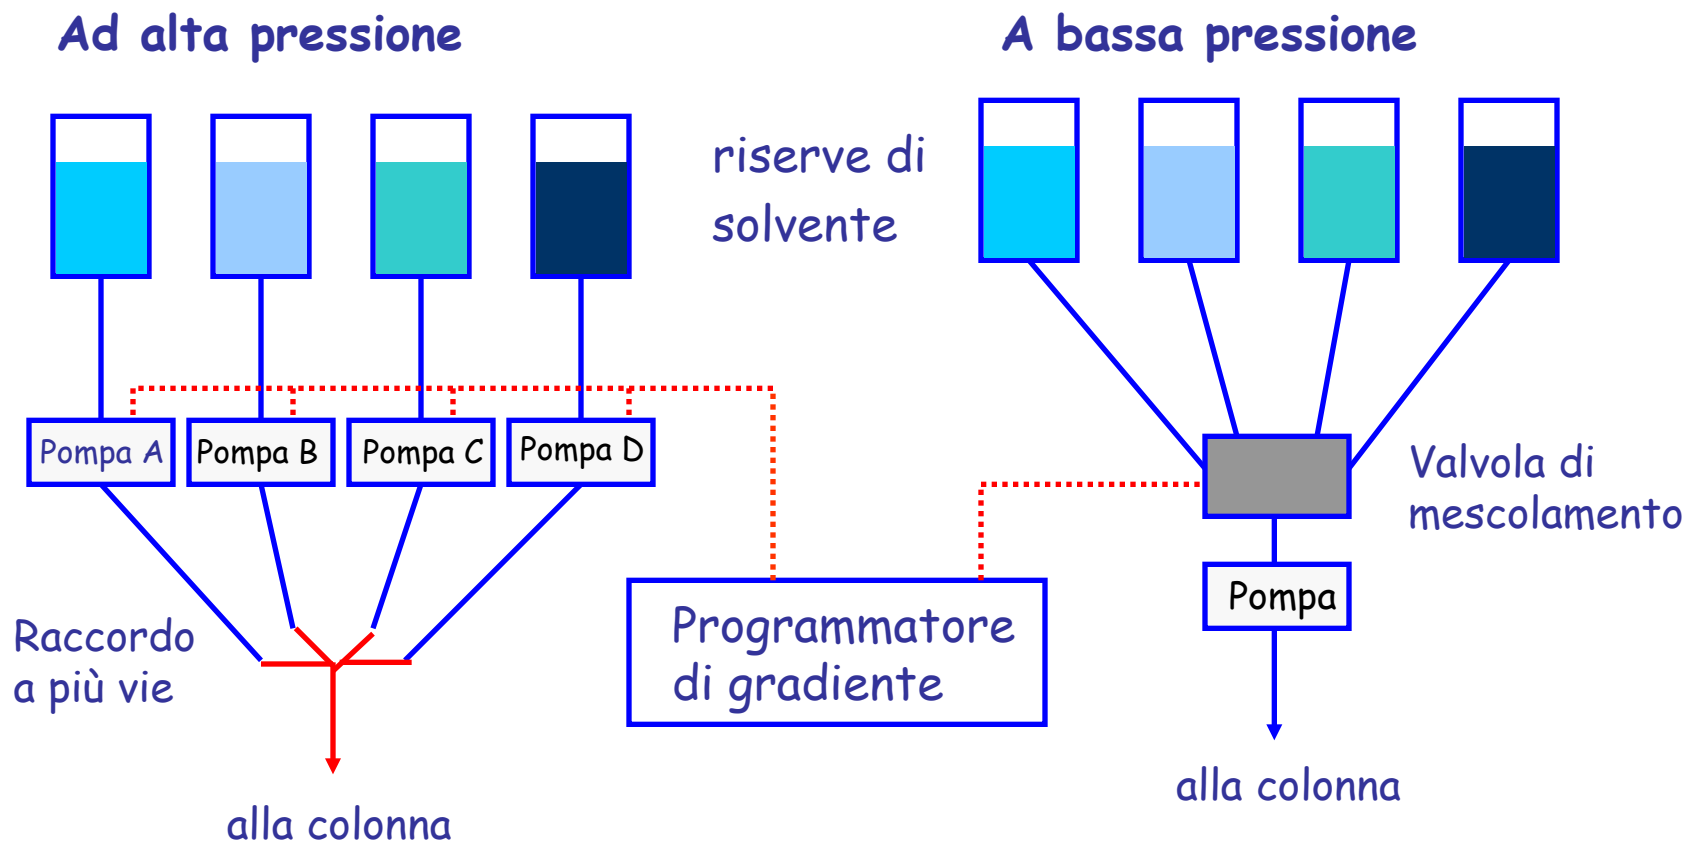 Ad alta pressione
A bassa pressione
riserve di
solvente
Pompa A
Pompa B
Pompa C
Pompa D
Valvola di
mescolamento
Pompa
Raccordo
a più vie
Programmatore
di gradiente
alla colonna
alla colonna